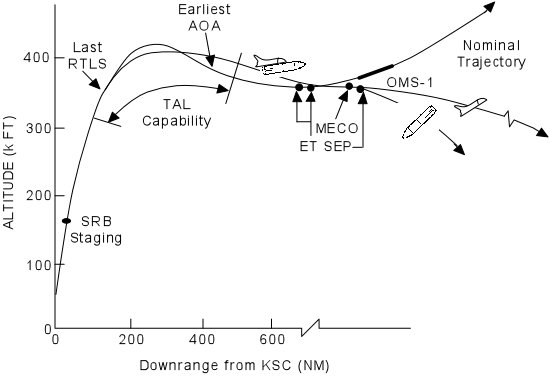 Earliest
AOA
Last
RTLS
Nominal
Trajectory
OMS-1
TAL
Capability
MECO
ET SEP
SRB
Staging
ALTITUDE (k FT)
400
300
200
100
0
0
200
400
600
Downrange from KSC (NM)